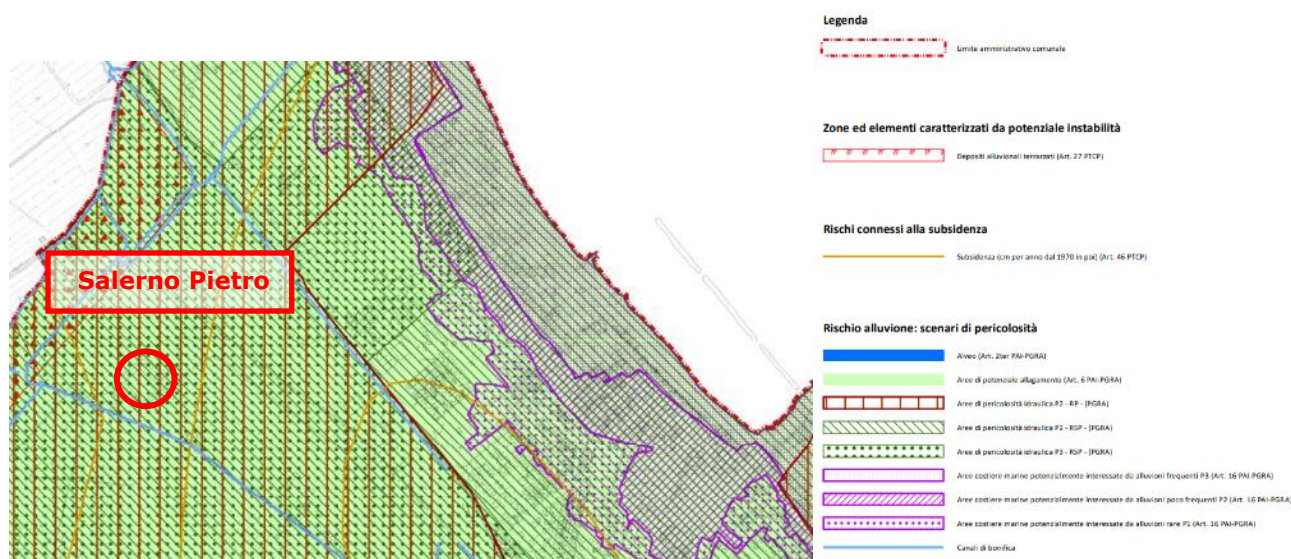 Legenda
Limite amministrativo comunale
Zone ed elementi caratterizzati da potenziale instabilità
Depositi alluvionali terrazzati (Art. 27 PTCP)
Rischi connessi alla subsidenza
Subsidenza (cm per anno dal 1970 in poi) (Art. 46 PTCP)
Salerno Pietro
Rischio alluvione: scenari di pericolosità
Alveo (Art. 2ter PAI-PGRA)
Aree di potenziale allagamento (Art. 6 PAI-PGRA)
Aree di pericolosità idraulica P2 - RP - (PGRA)
Aree di pericolosità idraulica P2 - RSP - (PGRA)
Aree di pericolosità idraulica P3 - RSP - (PGRA)
Aree costiere marine potenzialmente interessate da alluvioni frequenti P3 (Art. 16 PAI-PGRA)
Aree costiere marine potenzialmente interessate da alluvioni poco frequenti P2 (Art. 16 PAI-PGRA)
Aree costiere marine potenzialmente interessate da alluvioni rare P1 (Art. 16 PAI-PGRA)
Canali di bonifica